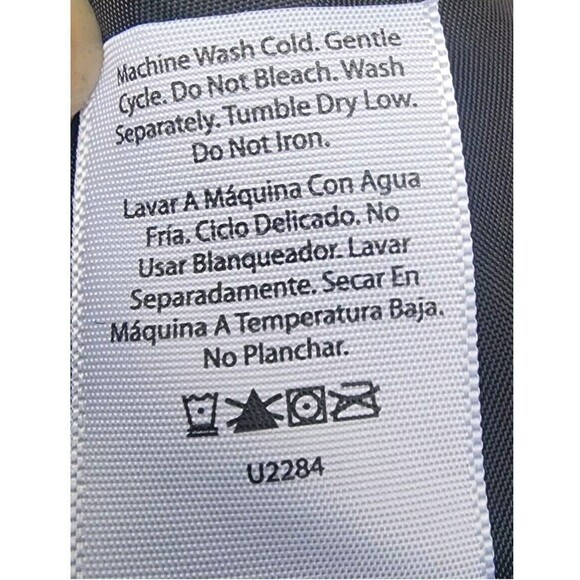 Machine Wash Cold. Gentle
Cycle. Do Not Bleach. Wash
Separately. Tumble Dry Low.
Do Not Iron.
Lavar A Máquina Con Agua
Fría. Ciclo Delicado. No
Usar Blanqueador. Lavar
Separadamente. Secar En
Máquina A Temperatura Baja.
No Planchar.
U2284